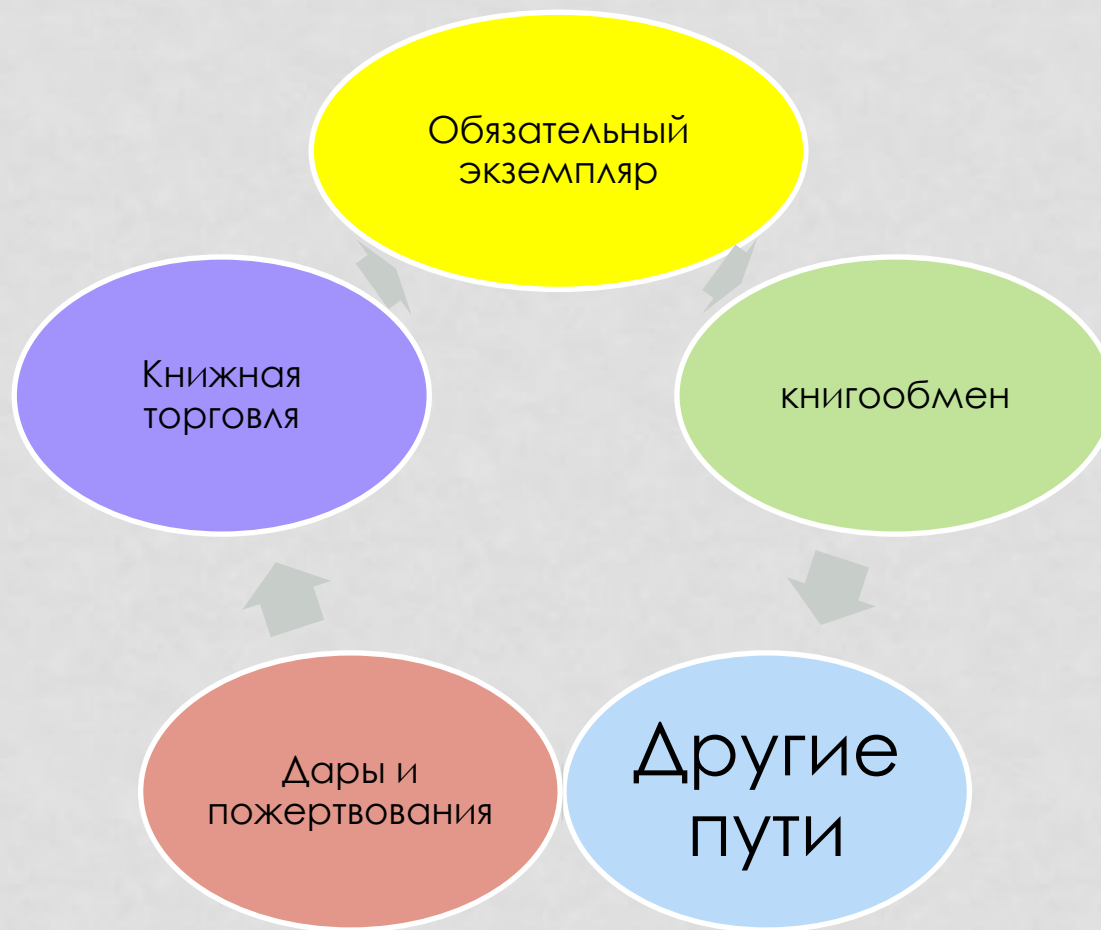 Обязательный
экземпляр
Книжная
торговля
книгообмен
Дары и
пожертвования
Другие
пути